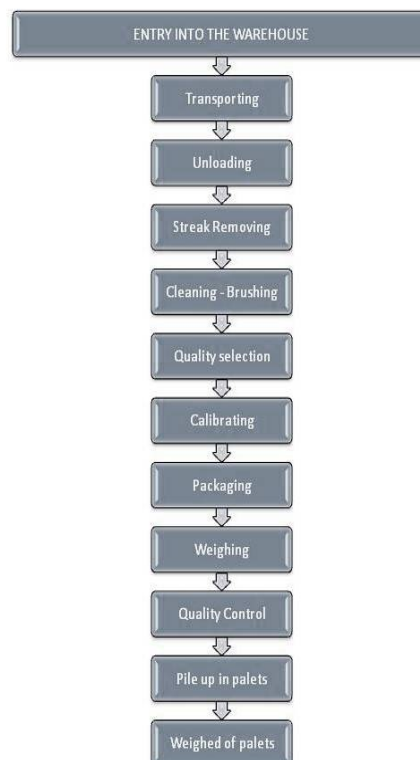 ENTRY INTO THE WAREHOUSE
Transporting
Unloading
Streak Removing
Cleaning - Brushing
Quality selection
Calibrating
Packaging
Weighing
Quality Control
Pile up in palets
Weighed of palets